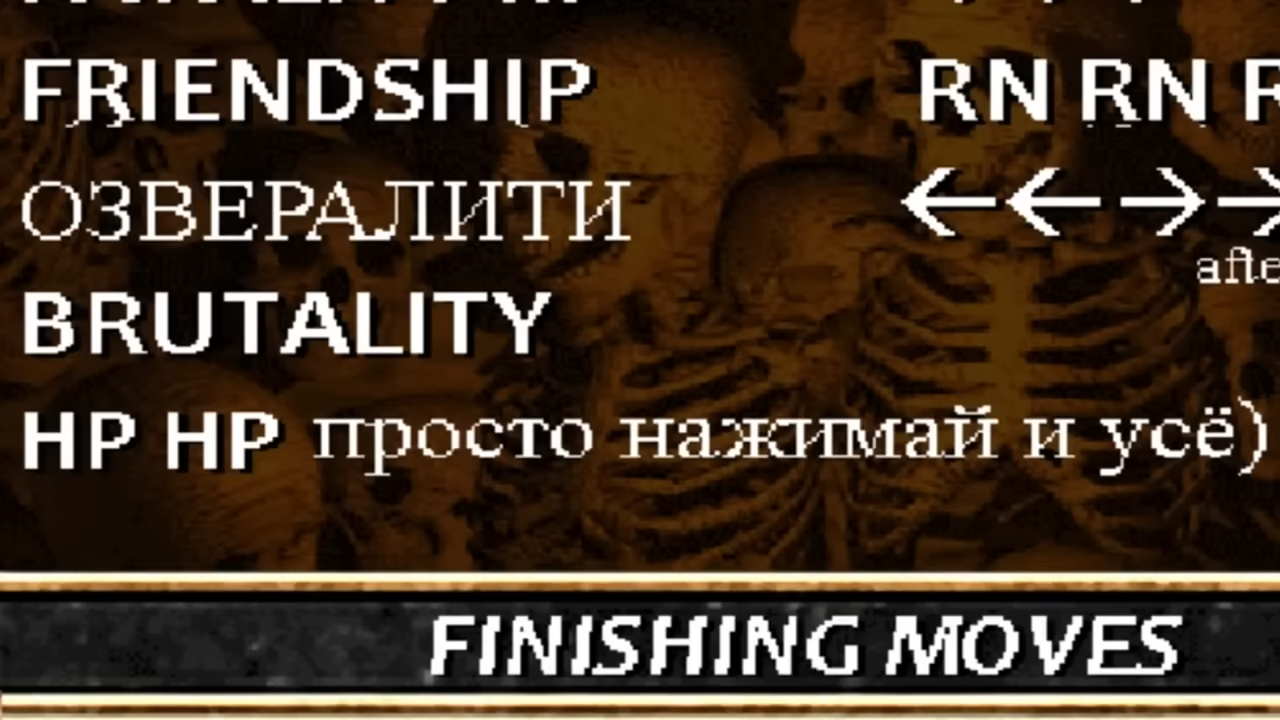 FRIENDSHIP RN RN
ОЗВЕРАЛИТИ ←←→
BRUTALITY
HP HP просто нажимай и усё)
FINISHING MOVES